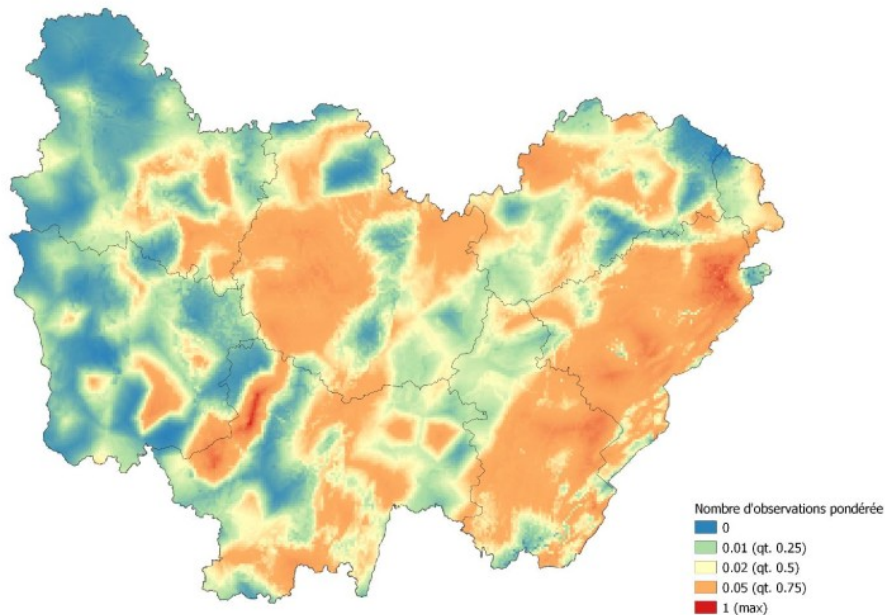 Nombre d'observations pondérée
0
0.01 (qt. 0.25)
0.02 (qt. 0.5)
0.05 (qt. 0.75)
1 (max)